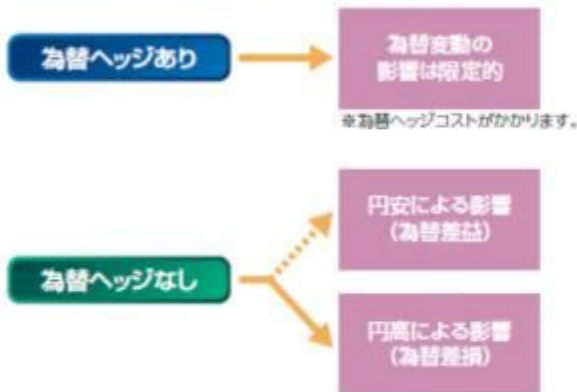 為替ヘッジあり
為替変動の
影響は限定的
※為替ヘッジコストがかかります。
円安による影響
(為替差益)
為替ヘッジなし
円高による影響
(為替差損)